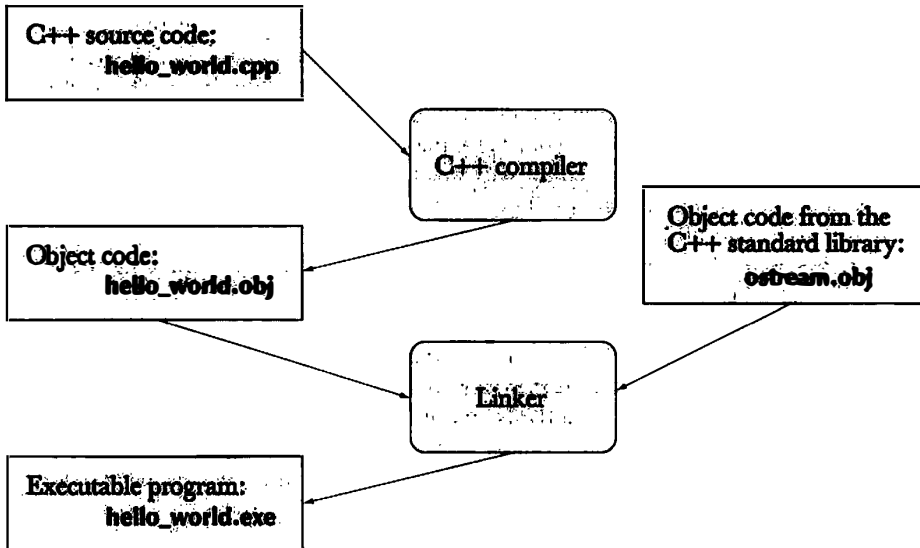 C++ source code:
hello_world.cpp
C++ compiler
Object code from the
C++ standard library:
ostream.obj
Object code:
hello_world.obj
Linker
Executable program:
hello_world.exe